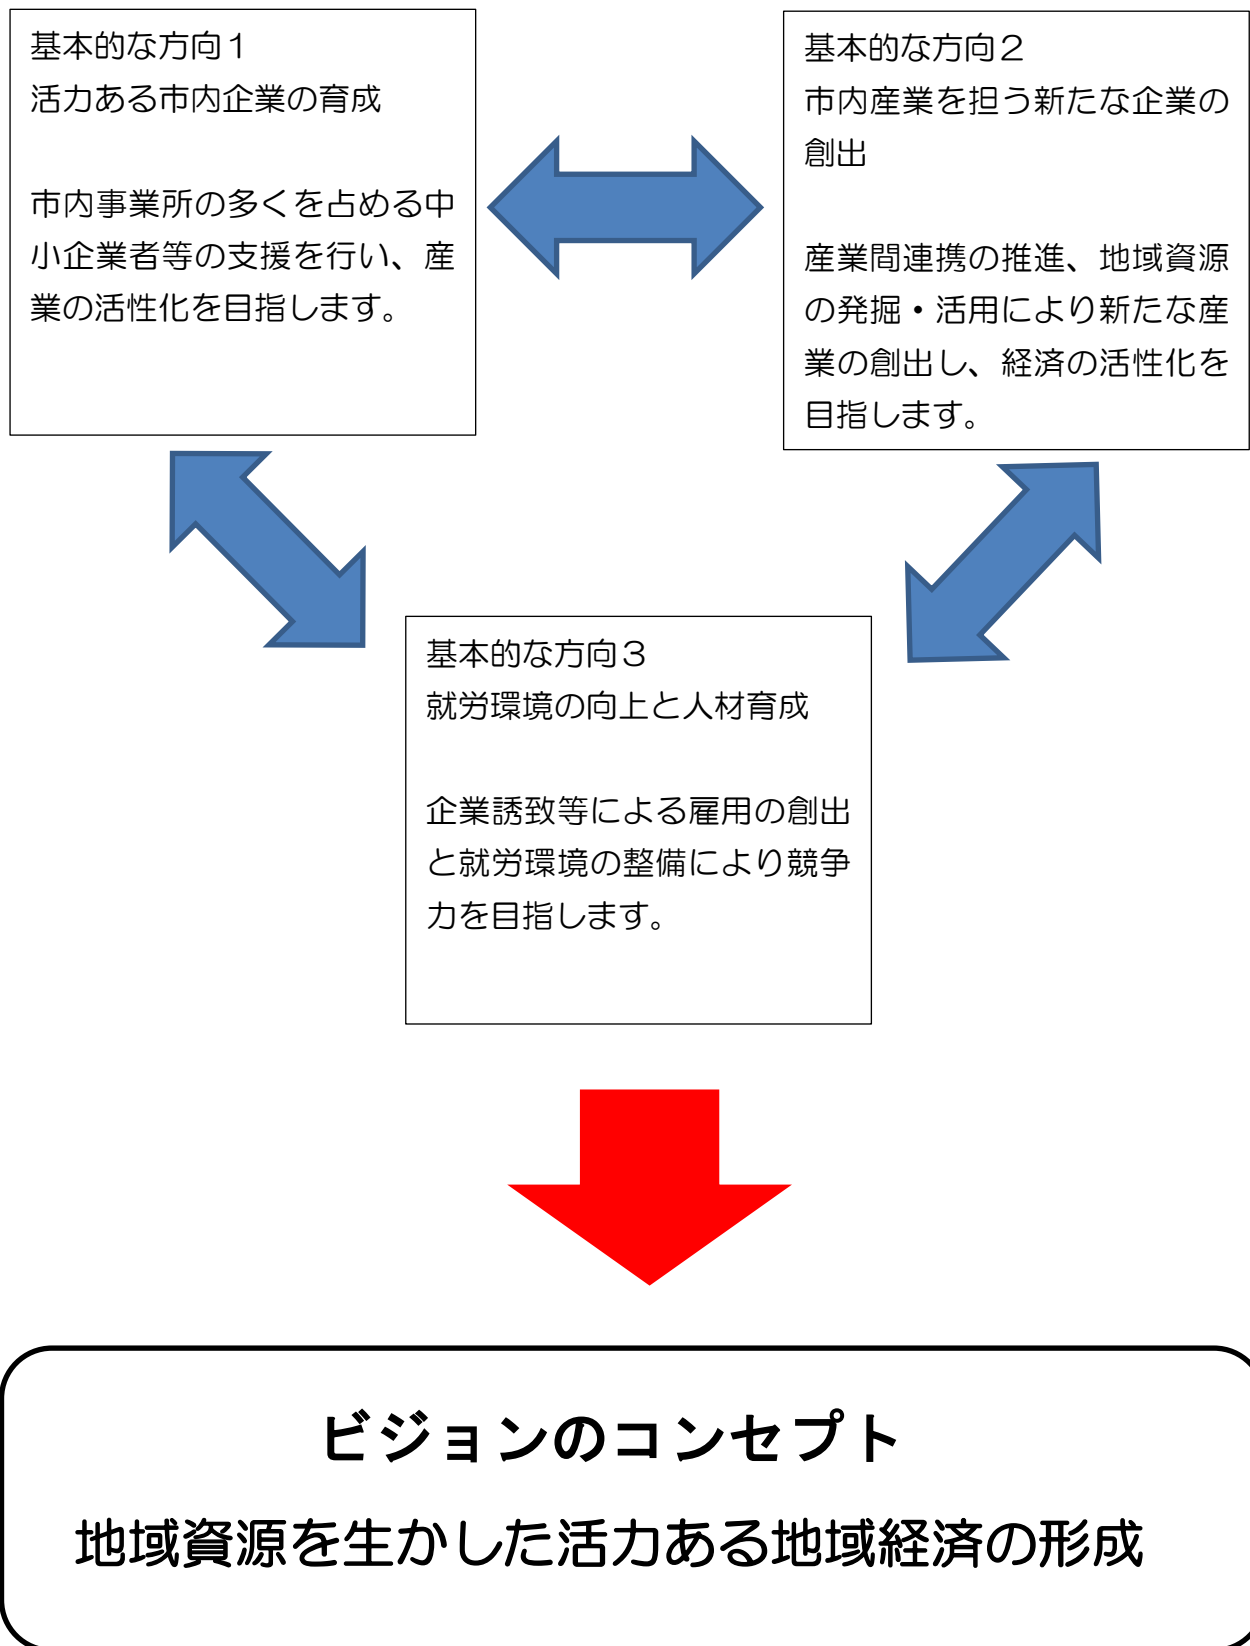 基本的な方向１
活力ある市内企業の育成
市内事業所の多くを占める中
小企業者等の支援を行い、産
業の活性化を目指します。
基本的な方向２
市内産業を担う新たな企業の
創出
産業間連携の推進、地域資源
の発掘・活用により新たな産
業の創出し、経済の活性化を
目指します。
基本的な方向３
就労環境の向上と人材育成
企業誘致等による雇用の創出
と就労環境の整備により競争
力を目指します。
ビジョンのコンセプト
地域資源を生かした活力ある地域経済の形成